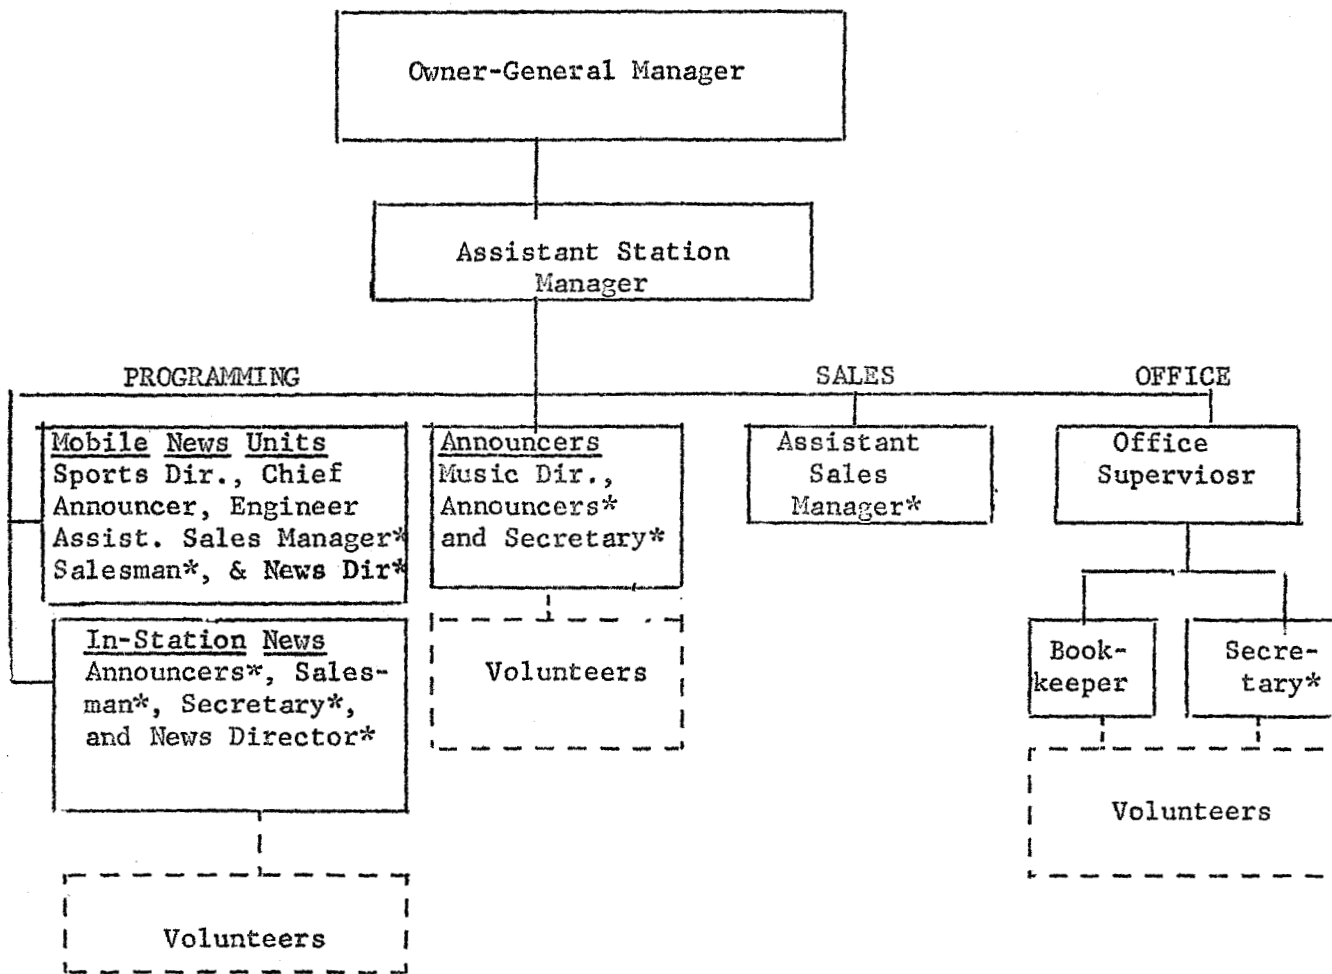 Owner-General Manager
Assistant Station
Manager
PROGRAMMING
SALES
OFFICE
Mobile News Units
Sports Dir., Chief
Announcer, Engineer
Assist. Sales Manager*
Salesman*, & News Dir*
Announcers
Music Dir.,
Announcers*
and Secretary*
Assistant
Sales
Manager*
Office
Superviosr
In-Station News
Announcers*, Sales-
man*, Secretary*,
and News Director*
Volunteers
Book-
keeper
Secre-
tary*
Volunteers
Volunteers